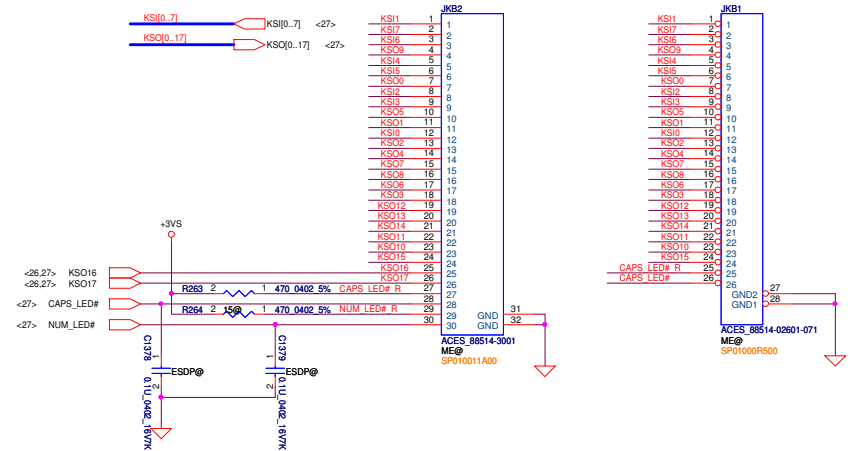 KSI[0..7] KSI[0..7] <27>
KSO[0..17] KSO[0..17] <27>
JKB2
KSI1 1 1
KSI7 2 2
KSI6 3 3
KSO9 4 4
KSI4 5 5
KSI5 6 6
KSO0 7 7
KSI2 8 8
KSI3 9 9
KSO5 10 10
KSO1 11 11
KSI0 12 12
KSO2 13 13
KSO4 14 14
KSO7 15 15
KSO8 16 16
KSO6 17 17
KSO3 18 18
KSO12 19 19
KSO13 20 20
KSO14 21 21
KSO11 22 22
KSO10 23 23
KSO15 24 24
<26,27> KSO16 KSO16 25 25
<26,27> KSO17 KSO17 26 26
+3VS
R263 2 1 470_0402_5% CAPS_LED#_R 27 27
<27> CAPS_LED# 28 28
R264 2 15@ 1 470_0402_5% NUM_LED#_R 29 29
<27> NUM_LED# 30 30
GND 31
GND 32
ACES_88514-3001
ME@
SP010011A00
C1378 1 2 ESDP@ 0.1U_0402_16V7K
C1379 1 2 ESDP@ 0.1U_0402_16V7K
JKB1
KSI1 1 1
KSI7 2 2
KSI6 3 3
KSO9 4 4
KSI4 5 5
KSI5 6 6
KSO0 7 7
KSI2 8 8
KSI3 9 9
KSO5 10 10
KSO1 11 11
KSI0 12 12
KSO2 13 13
KSO4 14 14
KSO7 15 15
KSO8 16 16
KSO6 17 17
KSO3 18 18
KSO12 19 19
KSO13 20 20
KSO14 21 21
KSO11 22 22
KSO10 23 23
KSO15 24 24
CAPS_LED#_R 25 25
CAPS_LED# 26 26
GND2 27
GND1 28
ACES_88514-02601-071
ME@
SP01000R500